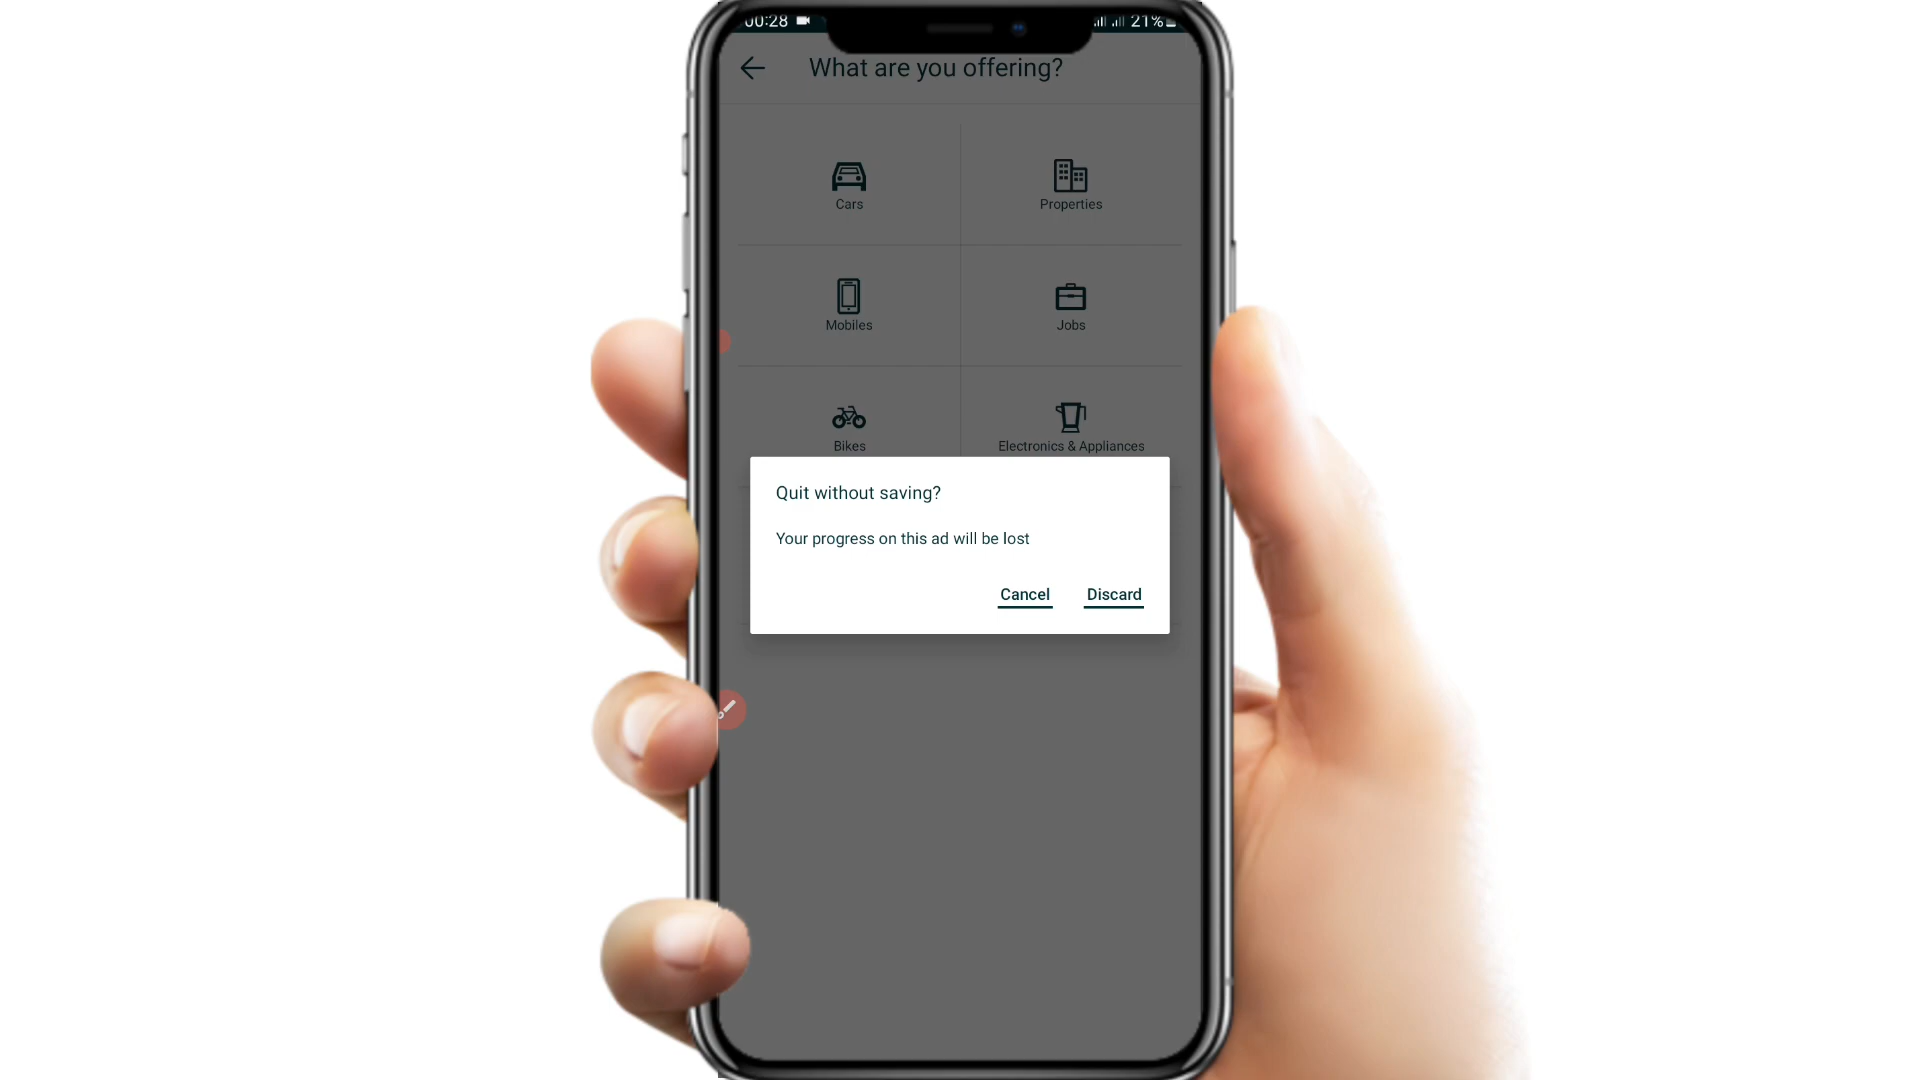 00:28
21%
What are you offering?
Cars
Properties
Mobiles
Jobs
Bikes
Electronics & Appliances
Quit without saving?
Your progress on this ad will be lost
Cancel
Discard